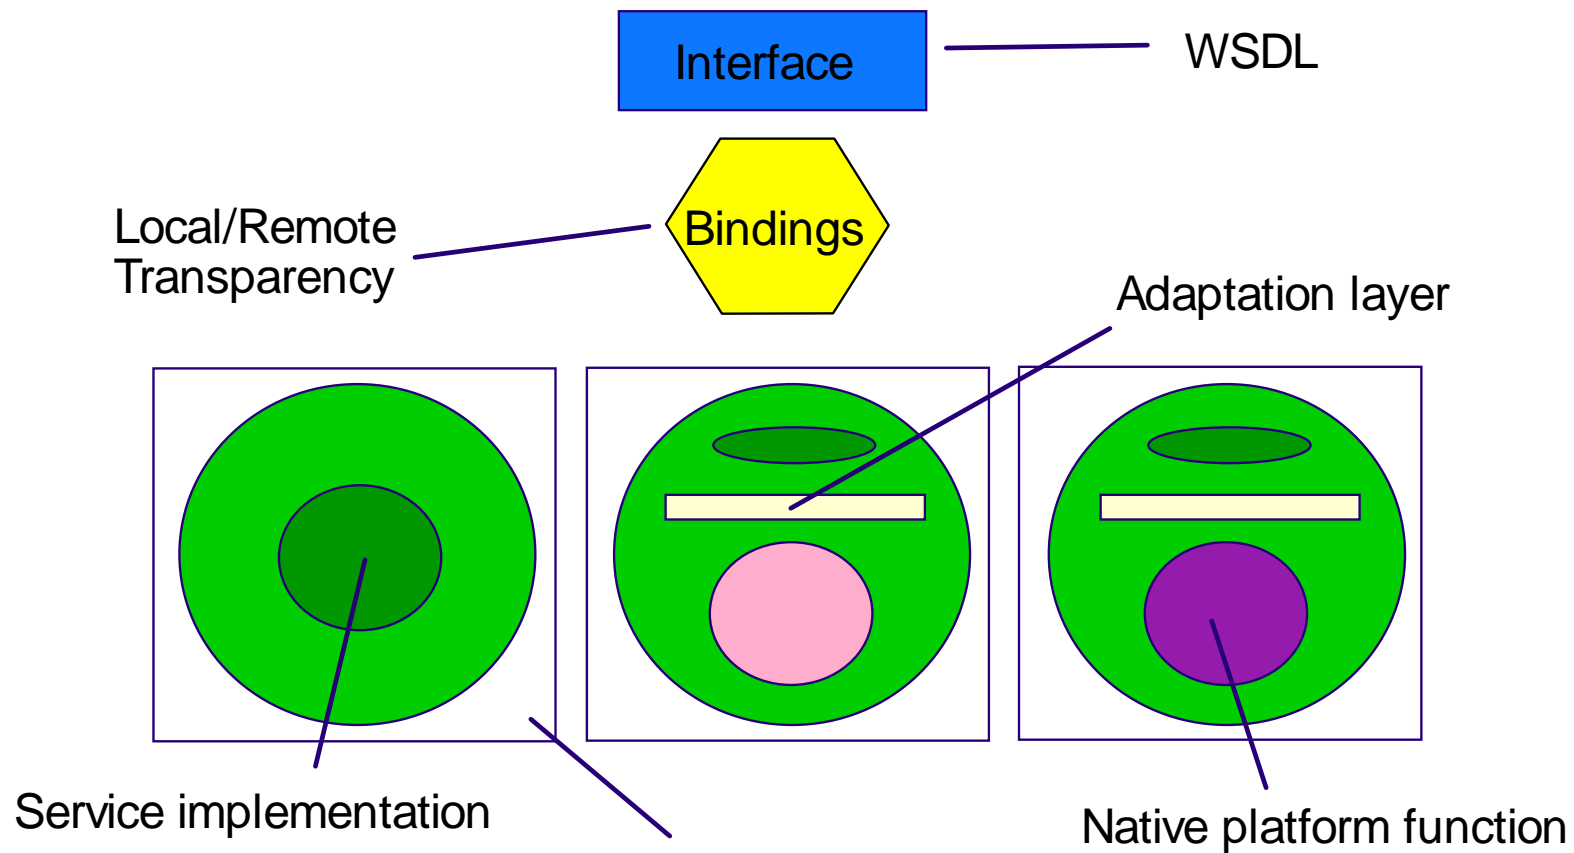 Interface
WSDL
Bindings
Local/Remote
Transparency
Adaptation layer
Service implementation
Native platform function